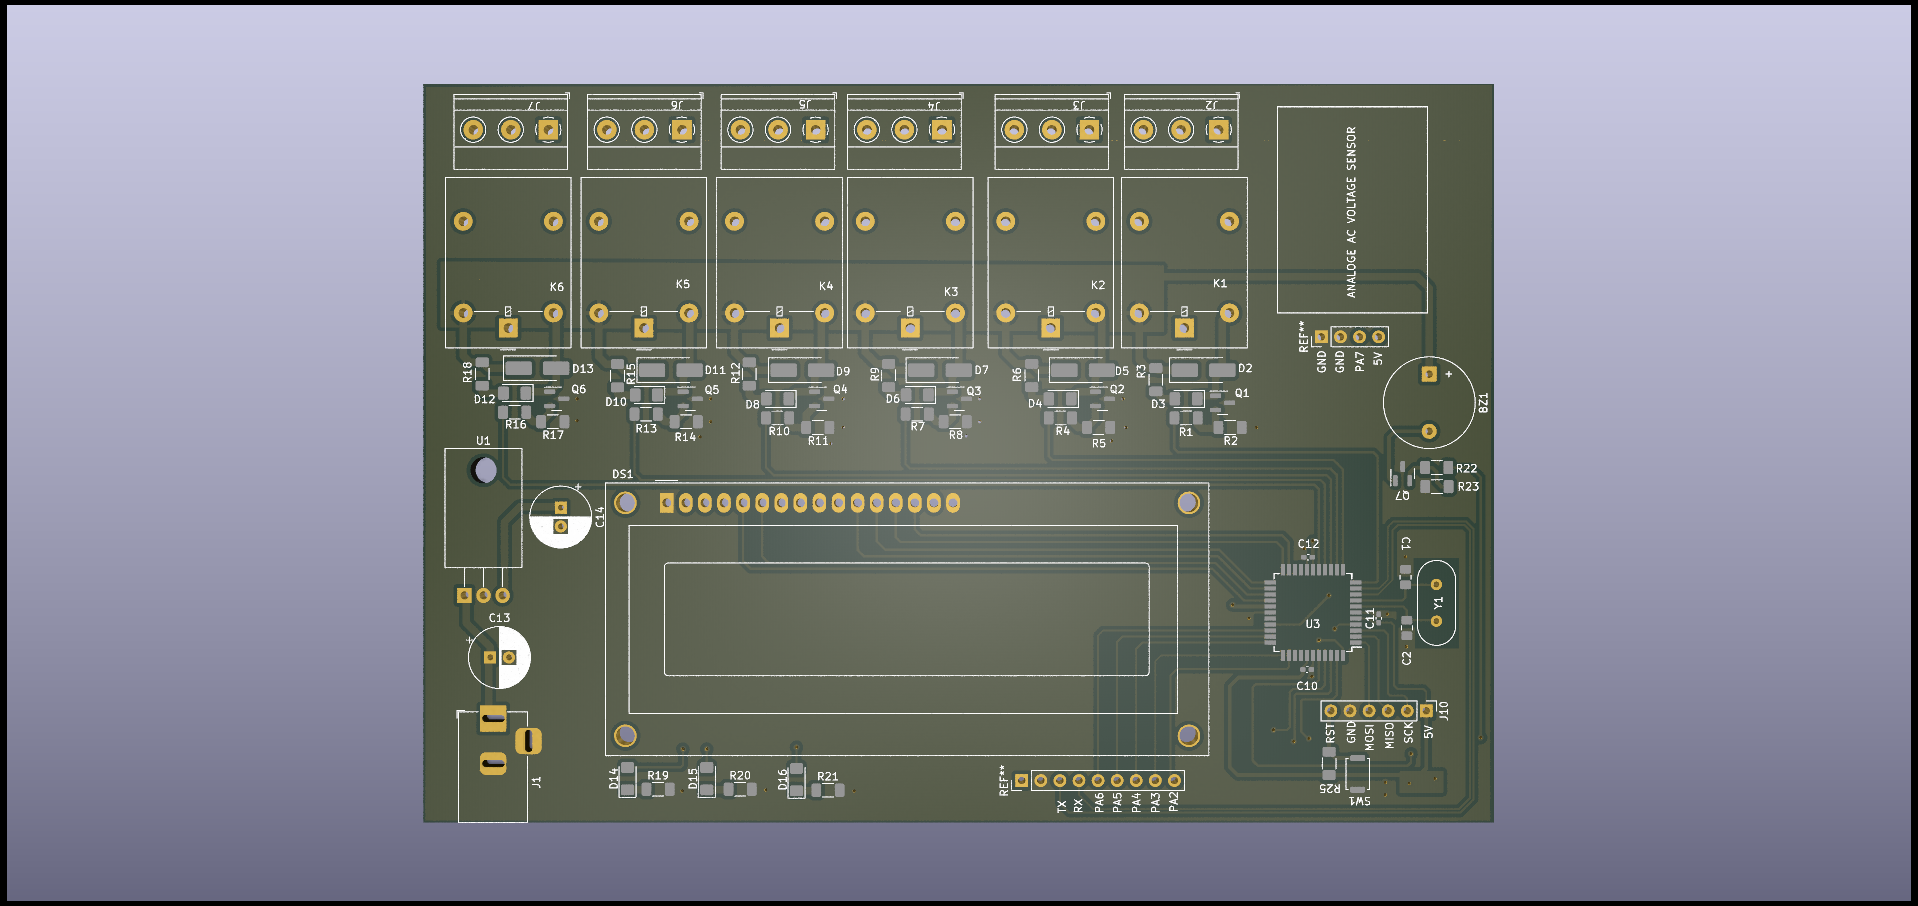 J7 J6 J5 J4 J3 J2
ANALOGE AC VOLTAGE SENSOR
K6 K5 K4 K3 K2 K1
REF**
GND GND PA7 5V
R18 D13 R15 D11 R12 D9 R9 D7 R6 D5 R3 D2
D12 Q6 D10 Q5 D8 Q4 D6 Q3 D4 Q2 D3 Q1
+
BZ1
R16 R17 R13 R14 R10 R11 R7 R8 R4 R5 R1 R2
U1
DS1
R22
R23
Q7
+
C14
C12
C1
C11
Y1
U3
C2
C10
C13
+
J10
RST GND MOSI MISO SCK 5V
J1
D14 R19 D15 R20 D16 R21
REF**
TX RX PA6 PA5 PA4 PA3 PA2
R25 SW1